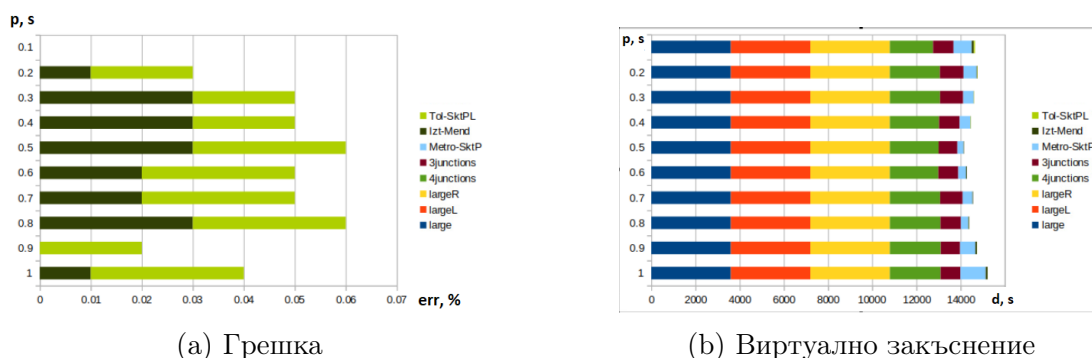 p, s
0.1
0.2
0.3
0.4
0.5
0.6
0.7
0.8
0.9
1
0 0.01 0.02 0.03 0.04 0.05 0.06 0.07
err, %
Tol-SktPL
Izt-Mend
Metro-SktP
3junctions
4junctions
largeR
largeL
large
(a) Грешка
p, s
0.2
0.3
0.4
0.5
0.6
0.7
0.8
0.9
1
0 2000 4000 6000 8000 10000 12000 14000
d, s
Tol-SktPL
Izt-Mend
Metro-SktP
3junctions
4junctions
largeR
largeL
large
(b) Виртуално закъснение